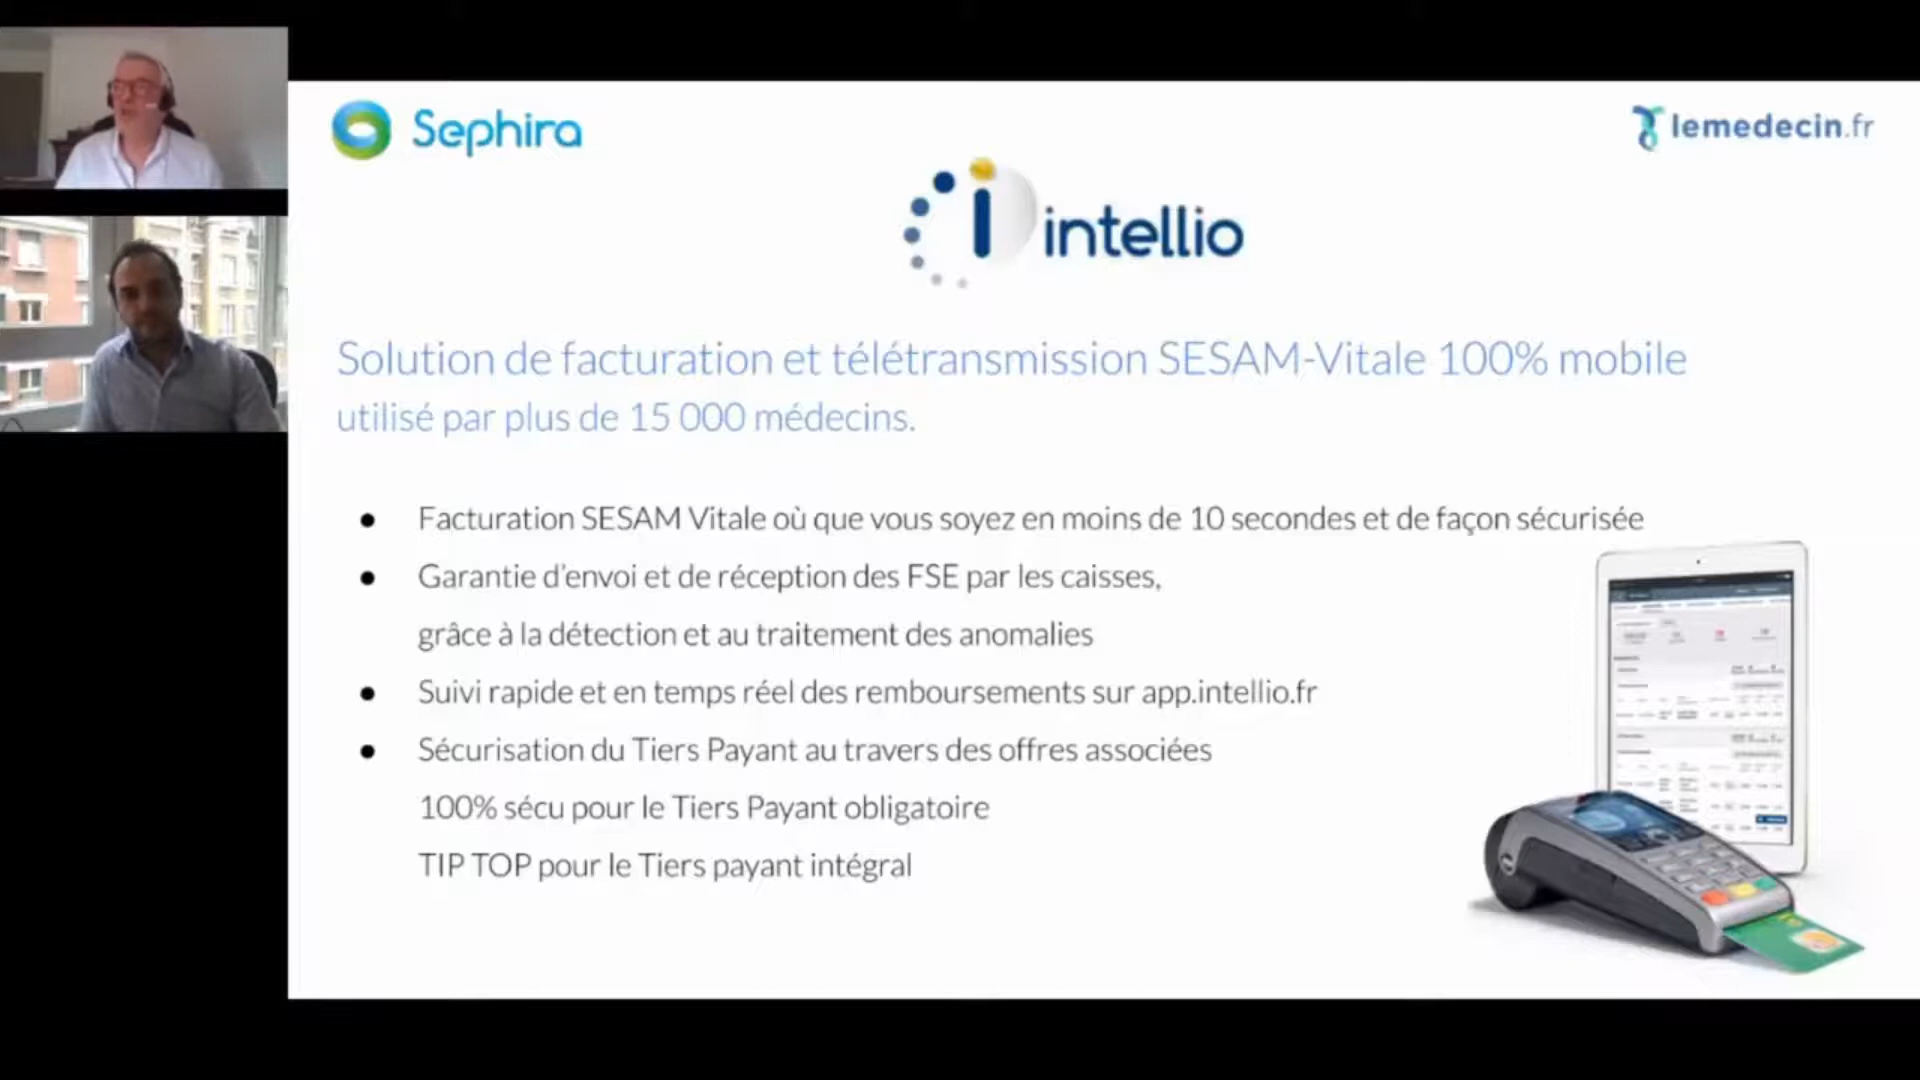 Sephira
lemedecin.fr
intellio
Solution de facturation et télétransmission SESAM-Vitale 100% mobile
utilisé par plus de 15 000 médecins.
● Facturation SESAM Vitale où que vous soyez en moins de 10 secondes et de façon sécurisée
● Garantie d'envoi et de réception des FSE par les caisses,
grâce à la détection et au traitement des anomalies
● Suivi rapide et en temps réel des remboursements sur app.intellio.fr
● Sécurisation du Tiers Payant au travers des offres associées
100% sécu pour le Tiers Payant obligatoire
TIP TOP pour le Tiers payant intégral